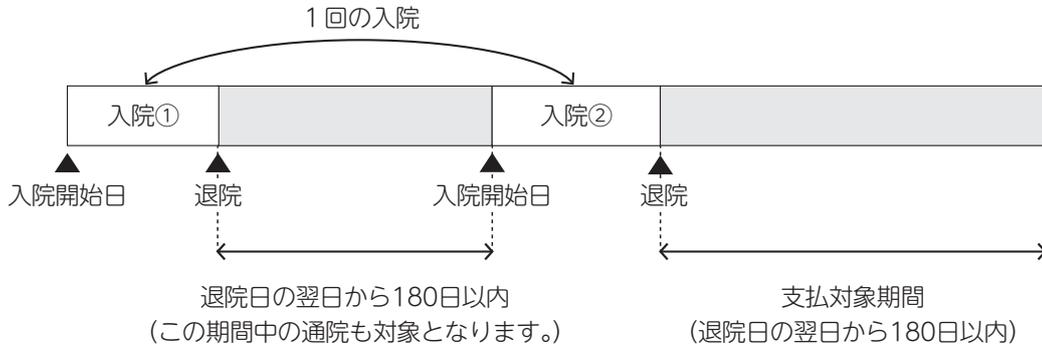 1回の入院
入院①
入院②
入院開始日
退院
入院開始日
退院
退院日の翌日から180日以内
（この期間中の通院も対象となります。）
支払対象期間
（退院日の翌日から180日以内）